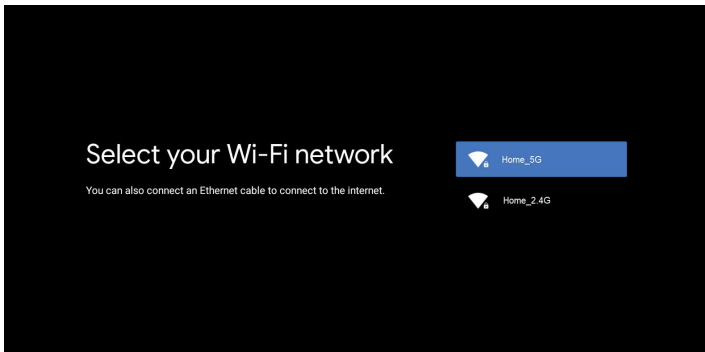 Select your Wi-Fi network
You can also connect an Ethernet cable to connect to the internet.
Home_5G
Home_2.4G